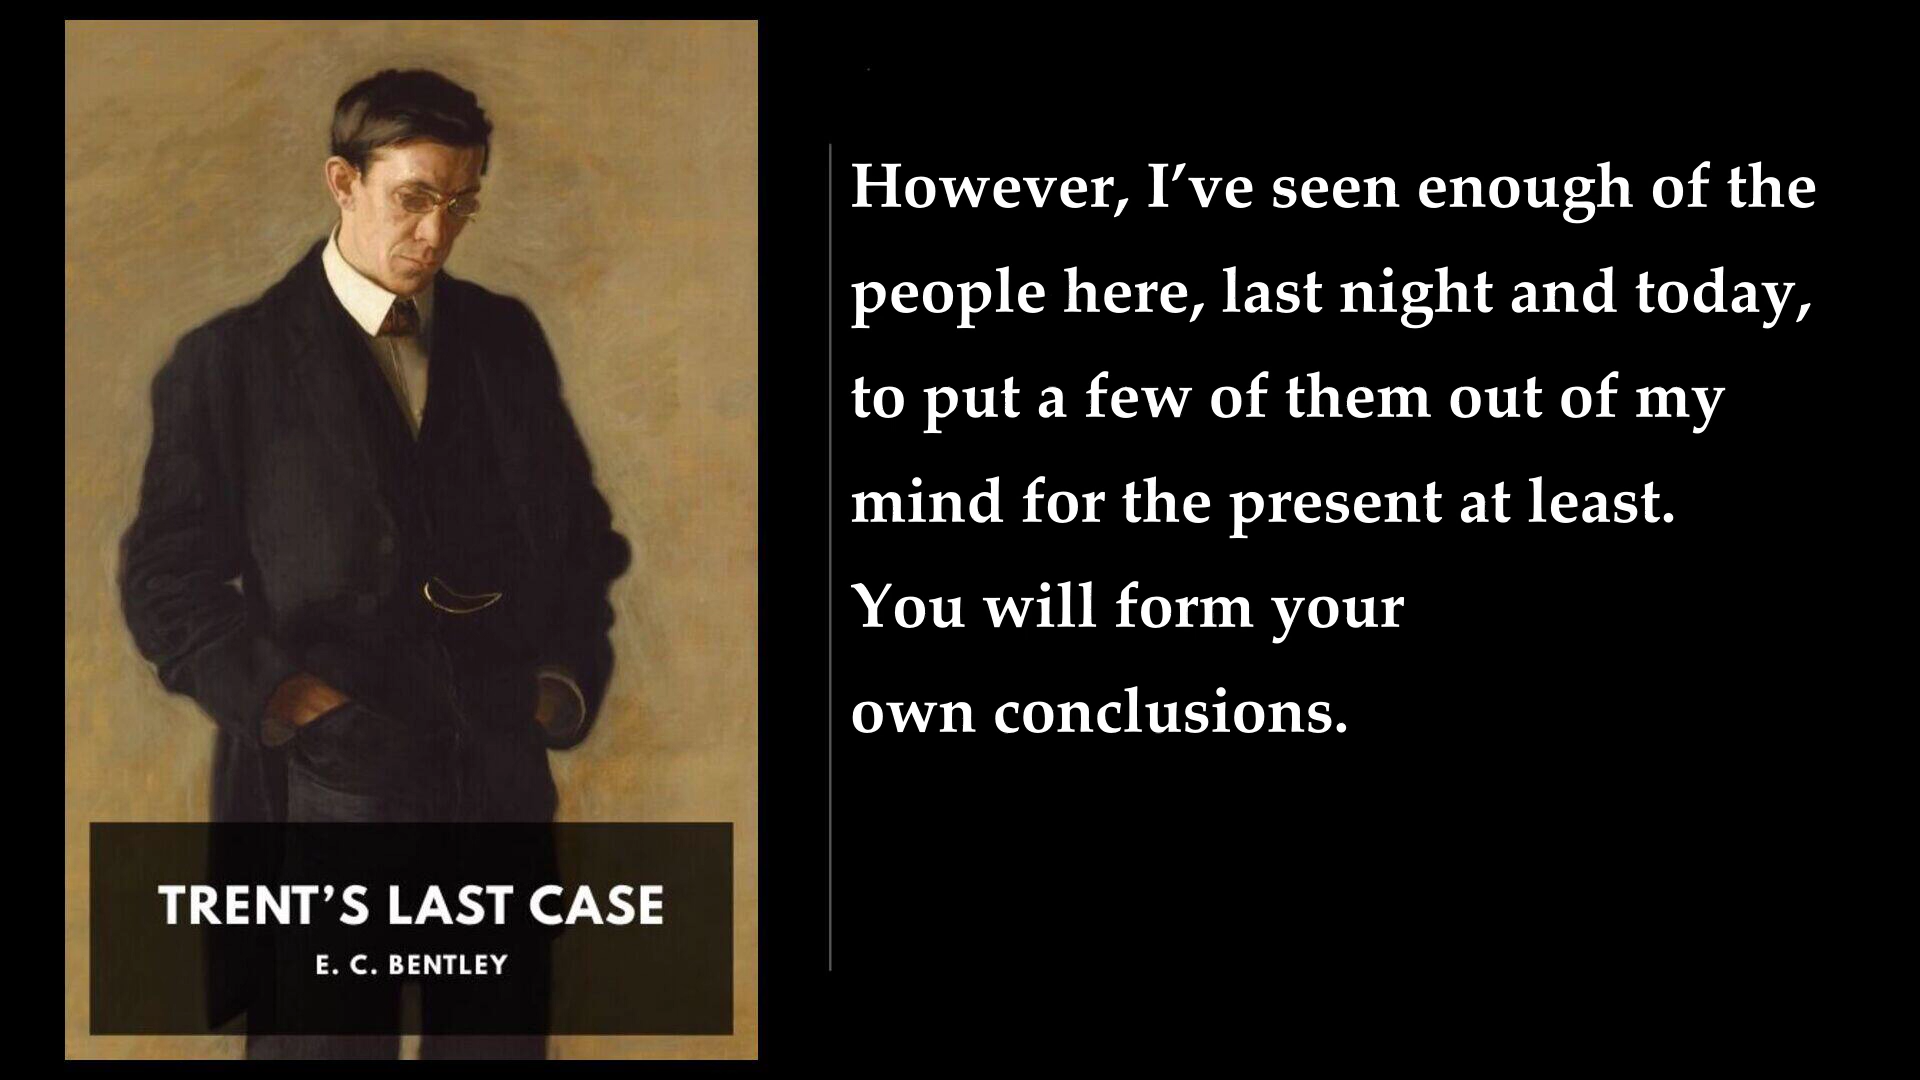 However, I’ve seen enough of the
people here, last night and today,
to put a few of them out of my
mind for the present at least.
You will form your
own conclusions.
TRENT’S LAST CASE
E. C. BENTLEY